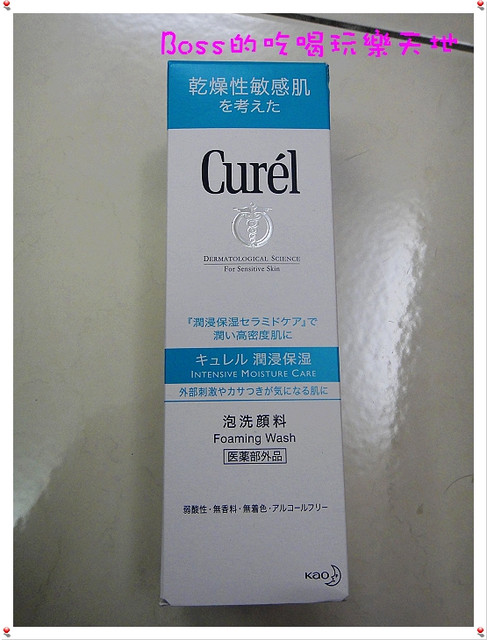 Boss的吃喝玩樂天地
乾燥性敏感肌
を考えた
Curél
DERMATOLOGICAL SCIENCE
For Sensitive Skin
『潤浸保湿セラミドケア』で
潤い高密度肌に
キュレル 潤浸保湿
INTENSIVE MOISTURE CARE
外部刺激やカサつきが気になる肌に
泡洗顔料
Foaming Wash
医薬部外品
弱酸性・無香料・無着色・アルコールフリー
Kao